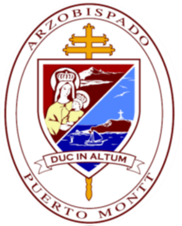 ARZOBISPADO
DUC IN ALTUM
PUERTO MONTT